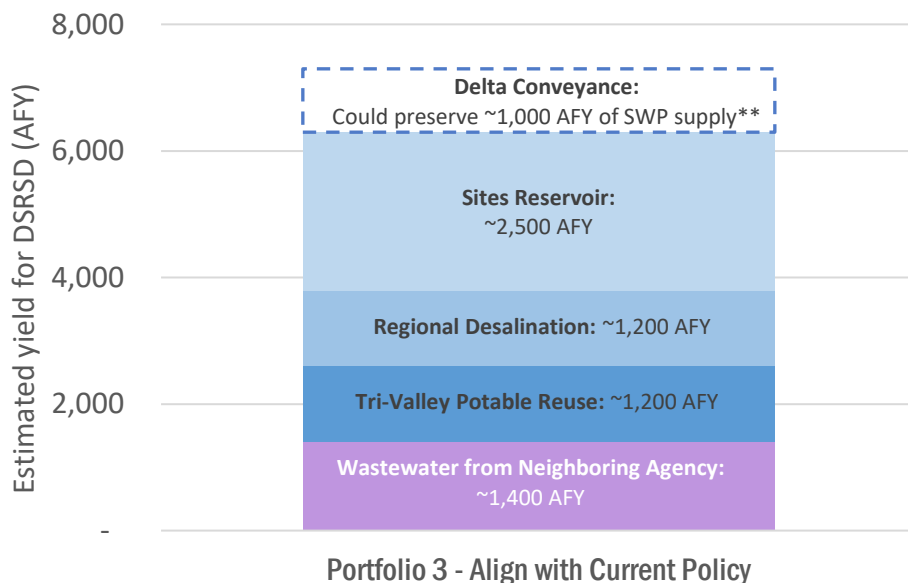 8,000
6,000
4,000
2,000
-
Estimated yield for DSRSD (AFY)
Delta Conveyance:
Could preserve ~1,000 AFY of SWP supply**
Sites Reservoir:
~2,500 AFY
Regional Desalination: ~1,200 AFY
Tri-Valley Potable Reuse: ~1,200 AFY
Wastewater from Neighboring Agency:
~1,400 AFY
Portfolio 3 - Align with Current Policy